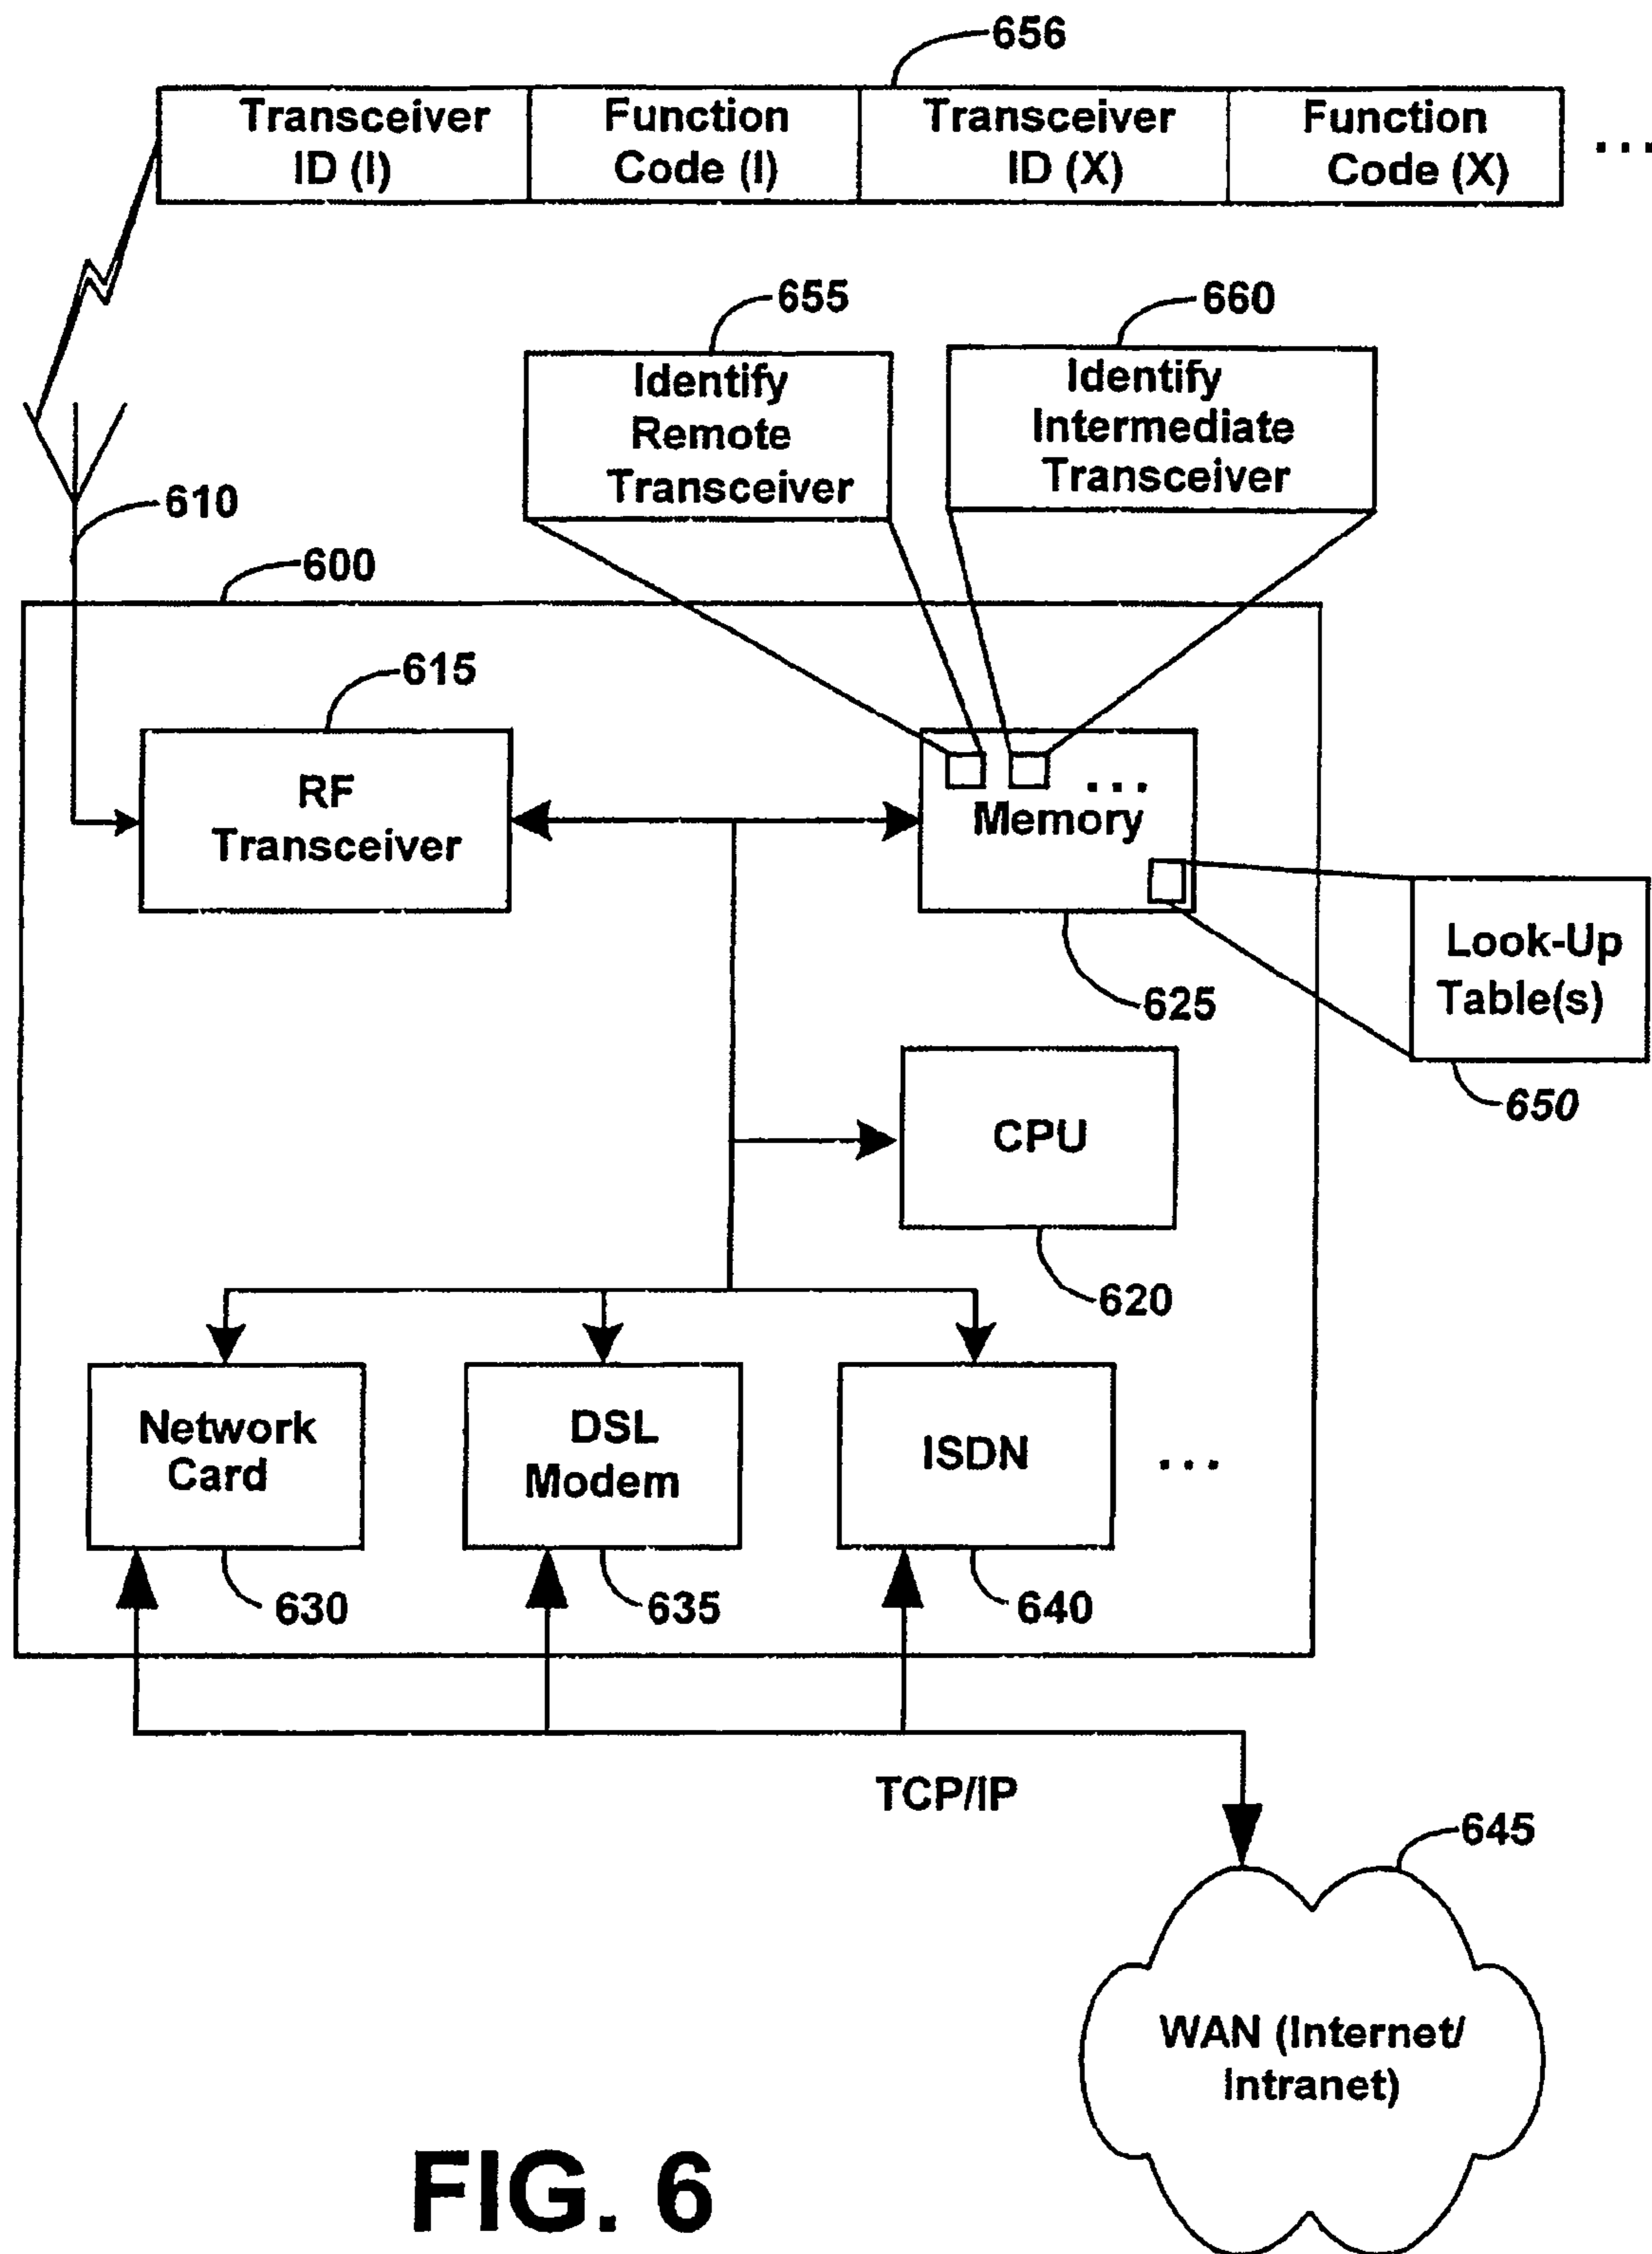 656
Transceiver ID (I)
Function Code (I)
Transceiver ID (X)
Function Code (X)
...
655
660
Identify
Remote
Transceiver
Identify
Intermediate
Transceiver
610
600
615
RF
Transceiver
...
Memory
625
Look-Up
Table(s)
650
CPU
620
Network
Card
DSL
Modem
ISDN
...
630
635
640
TCP/IP
645
WAN (Internet/
Intranet)
FIG. 6